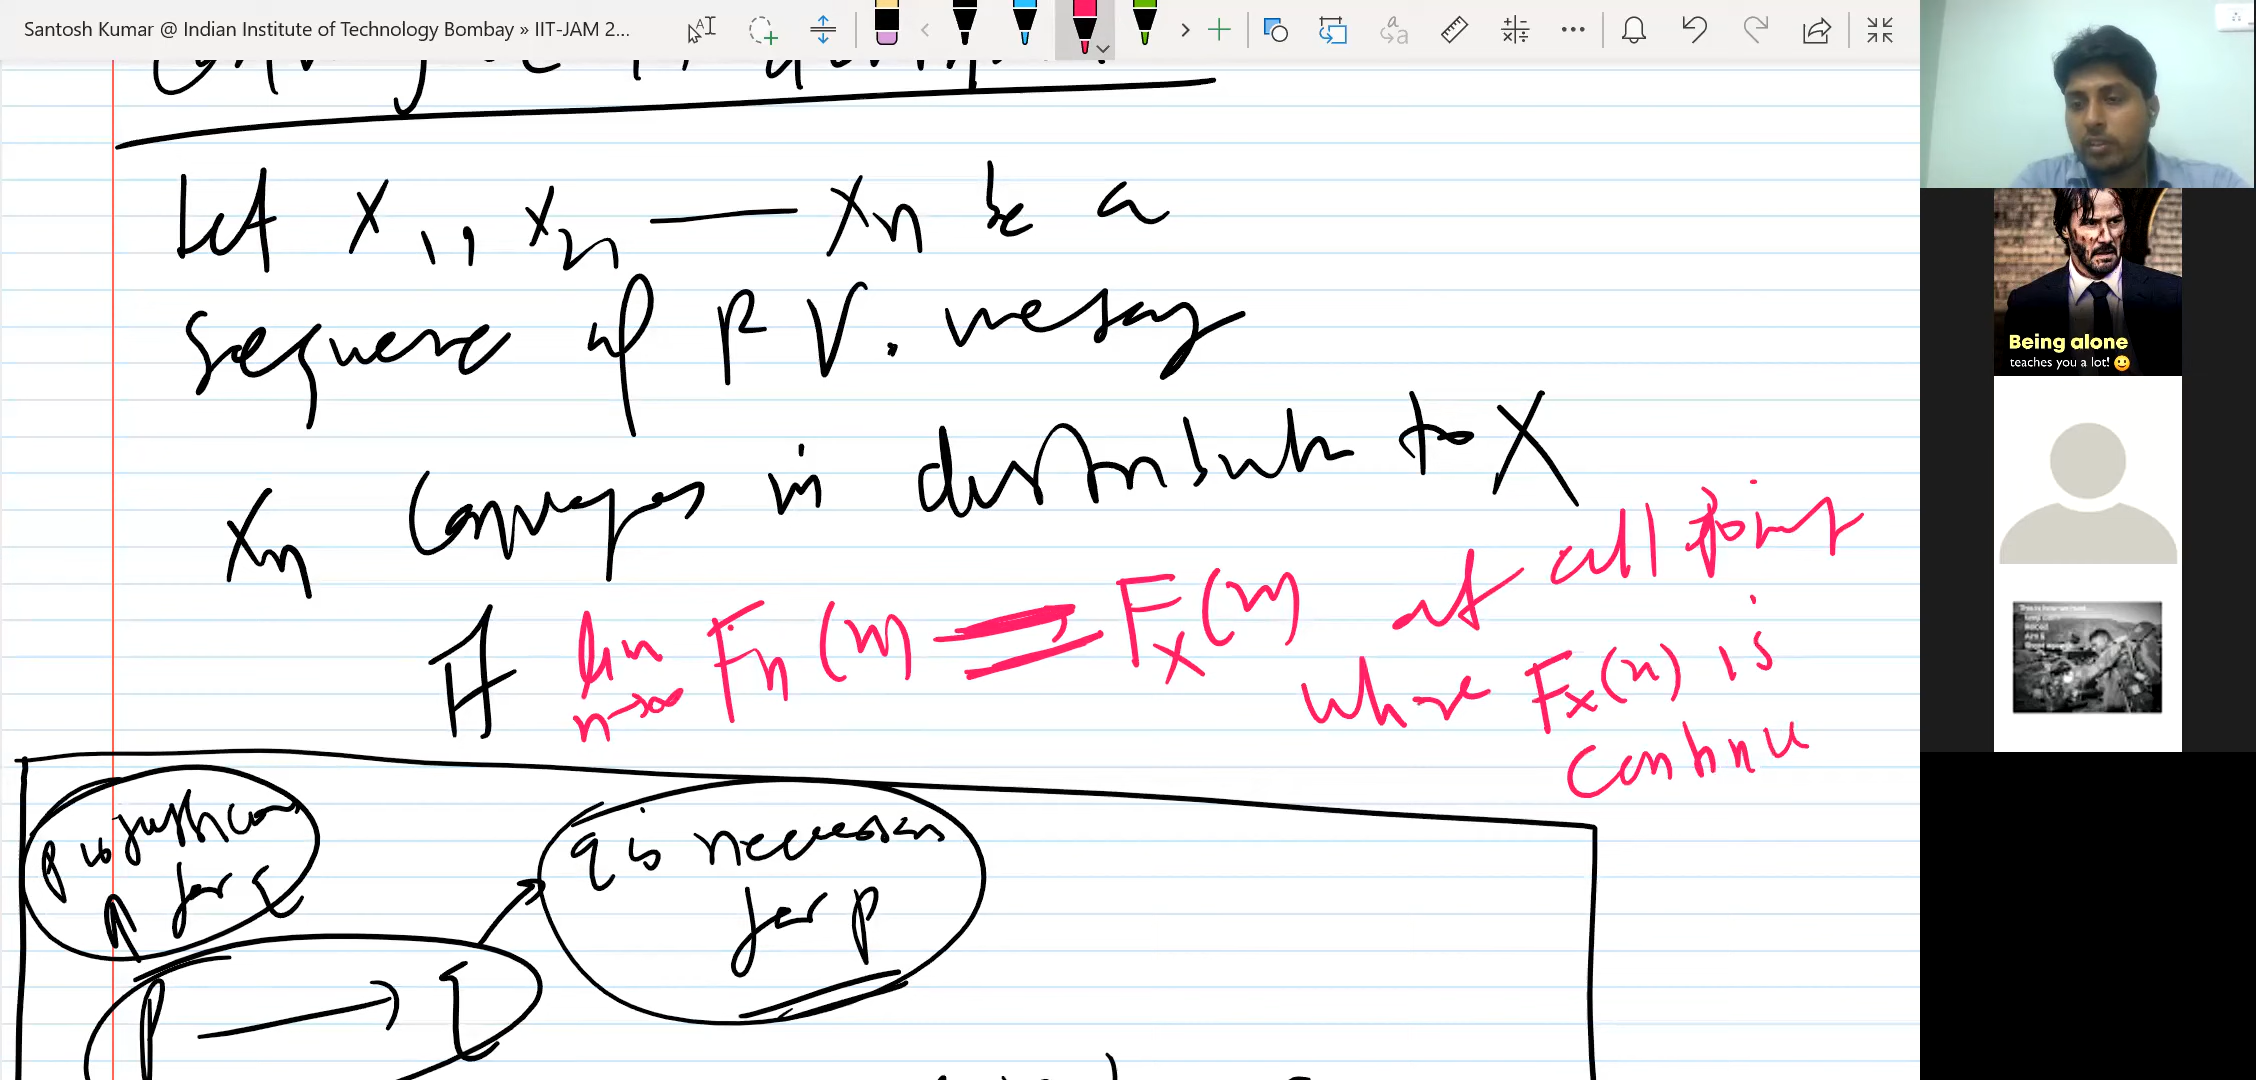 Santosh Kumar @ Indian Institute of Technology Bombay » IIT-JAM 2...
Let X1, X2 — Xn be a
sequence of R V. we say
Xn converges in distribution to X
If lim n→∞ Fn(x) = FX(x) at all points
where FX(x) is
continu
p is sufficient
for q
q is necessary
for p
p → q
Being alone
teaches you a lot! 😀